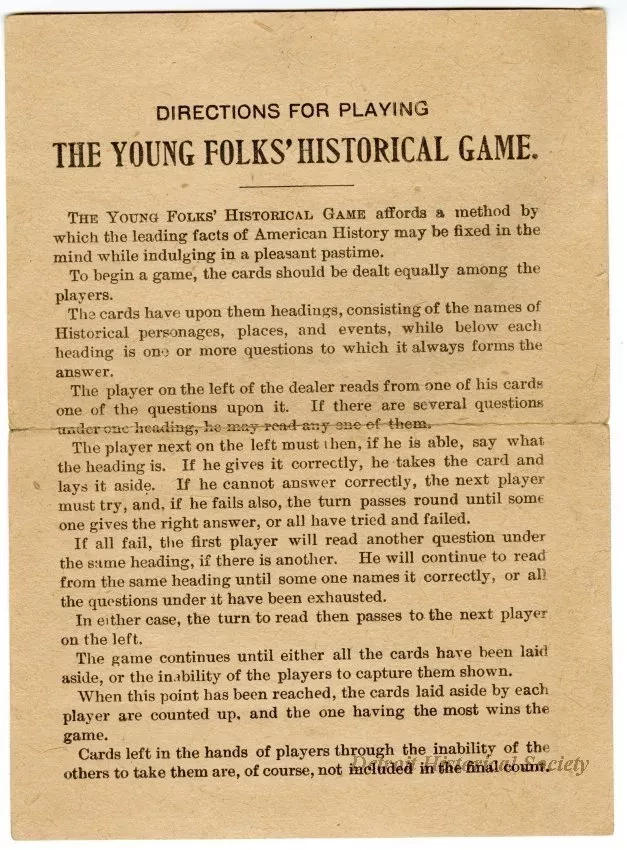 DIRECTIONS FOR PLAYING
THE YOUNG FOLKS' HISTORICAL GAME.
THE YOUNG FOLKS' HISTORICAL GAME affords a method by
which the leading facts of American History may be fixed in the
mind while indulging in a pleasant pastime.
To begin a game, the cards should be dealt equally among the
players.
The cards have upon them headings, consisting of the names of
Historical personages, places, and events, while below each
heading is one or more questions to which it always forms the
answer.
The player on the left of the dealer reads from one of his cards
one of the questions upon it. If there are several questions
under one heading, he may read any one of them.
The player next on the left must then, if he is able, say what
the heading is. If he gives it correctly, he takes the card and
lays it aside. If he cannot answer correctly, the next player
must try, and, if he fails also, the turn passes round until some
one gives the right answer, or all have tried and failed.
If all fail, the first player will read another question under
the same heading, if there is another. He will continue to read
from the same heading until some one names it correctly, or all
the questions under it have been exhausted.
In either case, the turn to read then passes to the next player
on the left.
The game continues until either all the cards have been laid
aside, or the inability of the players to capture them shown.
When this point has been reached, the cards laid aside by each
player are counted up, and the one having the most wins the
game.
Cards left in the hands of players through the inability of the
others to take them are, of course, not included in the final count.
Detroit Historical Society